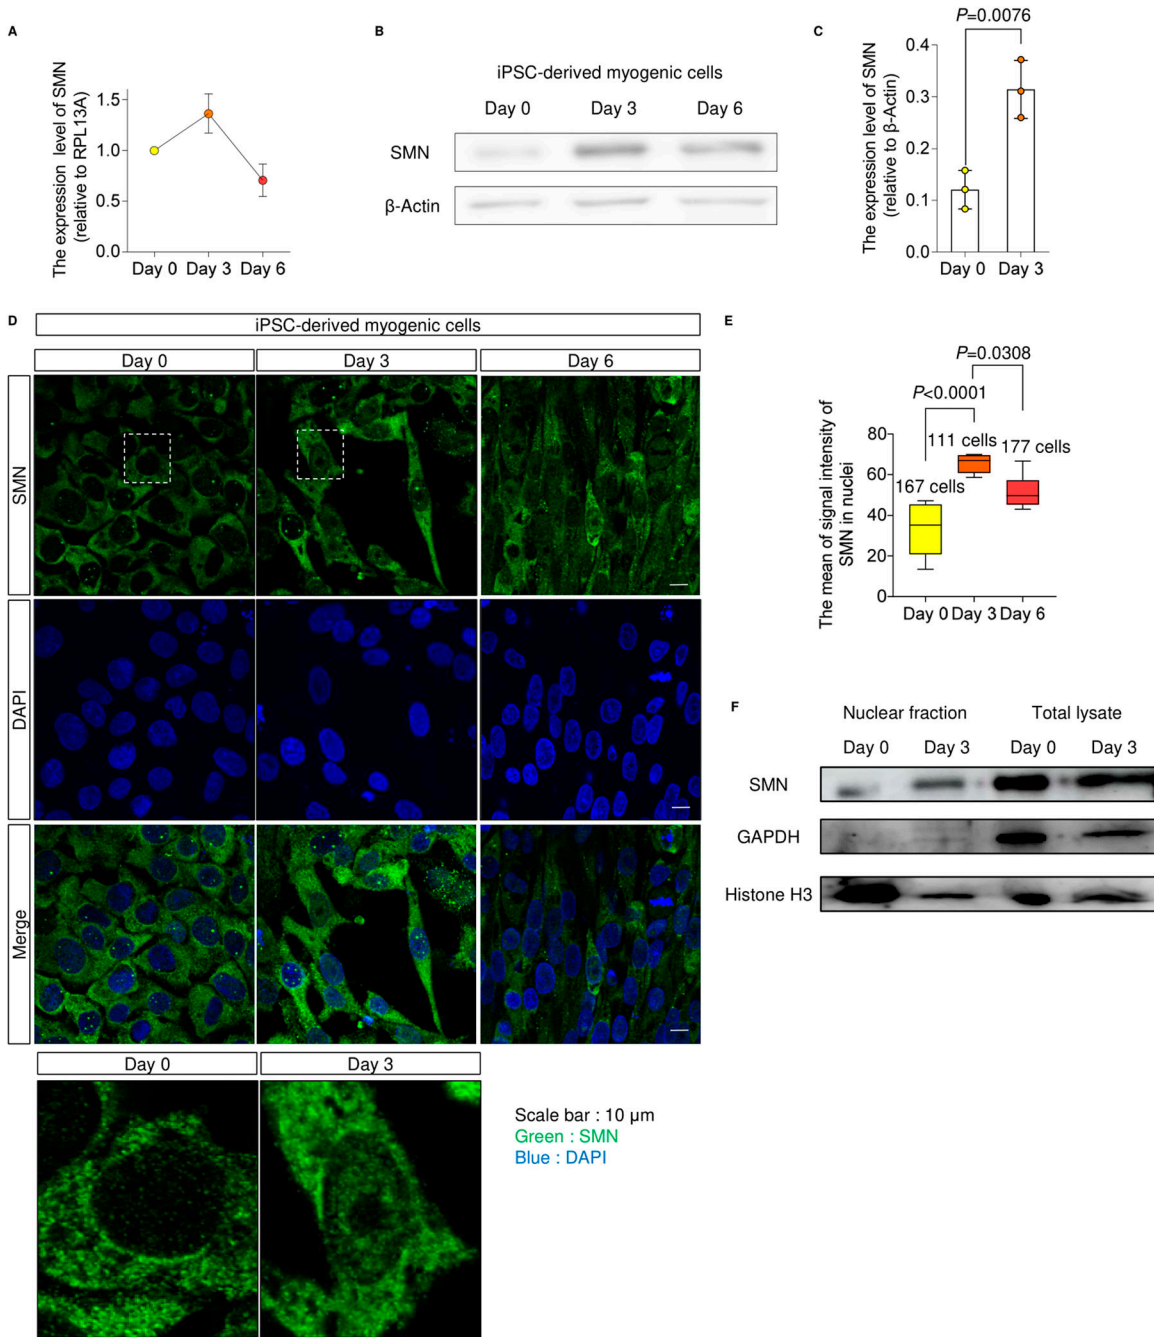 A
The expression level of SMN
(relative to RPL13A)
1.5
1.0
0.5
0.0
Day 0 Day 3 Day 6
B
iPSC-derived myogenic cells
Day 0 Day 3 Day 6
SMN
β-Actin
C
P=0.0076
The expression level of SMN
(relative to β-Actin)
0.4
0.3
0.2
0.1
0.0
Day 0 Day 3
D
iPSC-derived myogenic cells
Day 0 Day 3 Day 6
SMN
DAPI
Merge
Day 0 Day 3
Scale bar : 10 μm
Green : SMN
Blue : DAPI
E
P=0.0308
P<0.0001
The mean of signal intensity of
SMN in nuclei
80
60
40
20
0
111 cells
177 cells
167 cells
Day 0 Day 3 Day 6
F
Nuclear fraction Total lysate
Day 0 Day 3 Day 0 Day 3
SMN
GAPDH
Histone H3